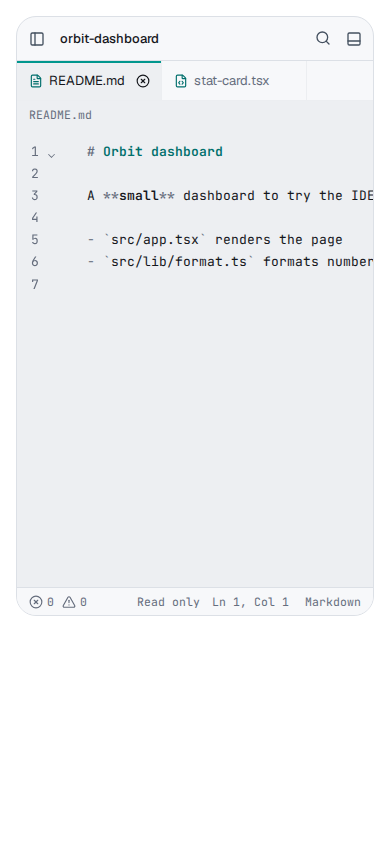 orbit-dashboard
README.md stat-card.tsx
README.md
1 # Orbit dashboard
2
3 A **small** dashboard to try the IDE
4
5 - `src/app.tsx` renders the page
6 - `src/lib/format.ts` formats number
7
0 0 Read only Ln 1, Col 1 Markdown